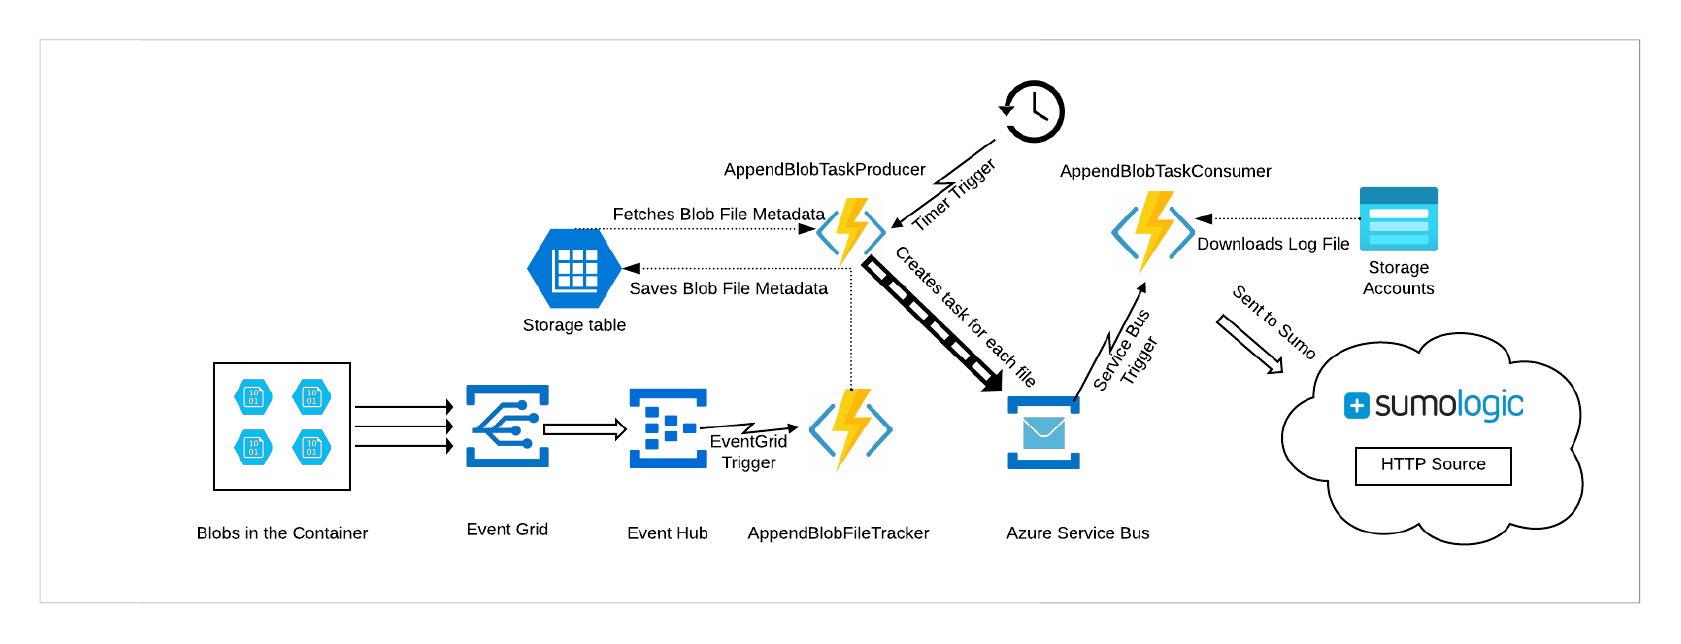 AppendBlobTaskProducer
Timer Trigger
AppendBlobTaskConsumer
Fetches Blob File Metadata
Downloads Log File
Storage
Accounts
Saves Blob File Metadata
Storage table
Creates task for each file
Service Bus
Trigger
Sent to Sumo
10
01
10
01
10
01
10
01
sumologic
HTTP Source
EventGrid
Trigger
Blobs in the Container
Event Grid
Event Hub
AppendBlobFileTracker
Azure Service Bus